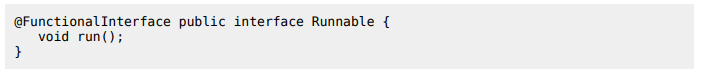 @FunctionalInterface public interface Runnable {
   void run();
}